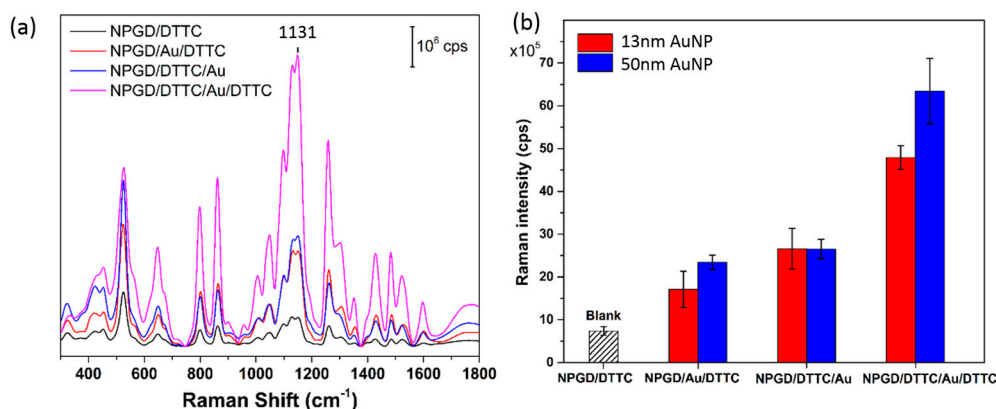 (a)
NPGD/DTTC
NPGD/Au/DTTC
NPGD/DTTC/Au
NPGD/DTTC/Au/DTTC
1131
10⁶ cps
400 600 800 1000 1200 1400 1600 1800
Raman Shift (cm⁻¹)
(b)
x10⁵
13nm AuNP
50nm AuNP
Raman intensity (cps)
70
60
50
40
30
20
10
0
Blank
NPGD/DTTC NPGD/Au/DTTC NPGD/DTTC/Au NPGD/DTTC/Au/DTTC